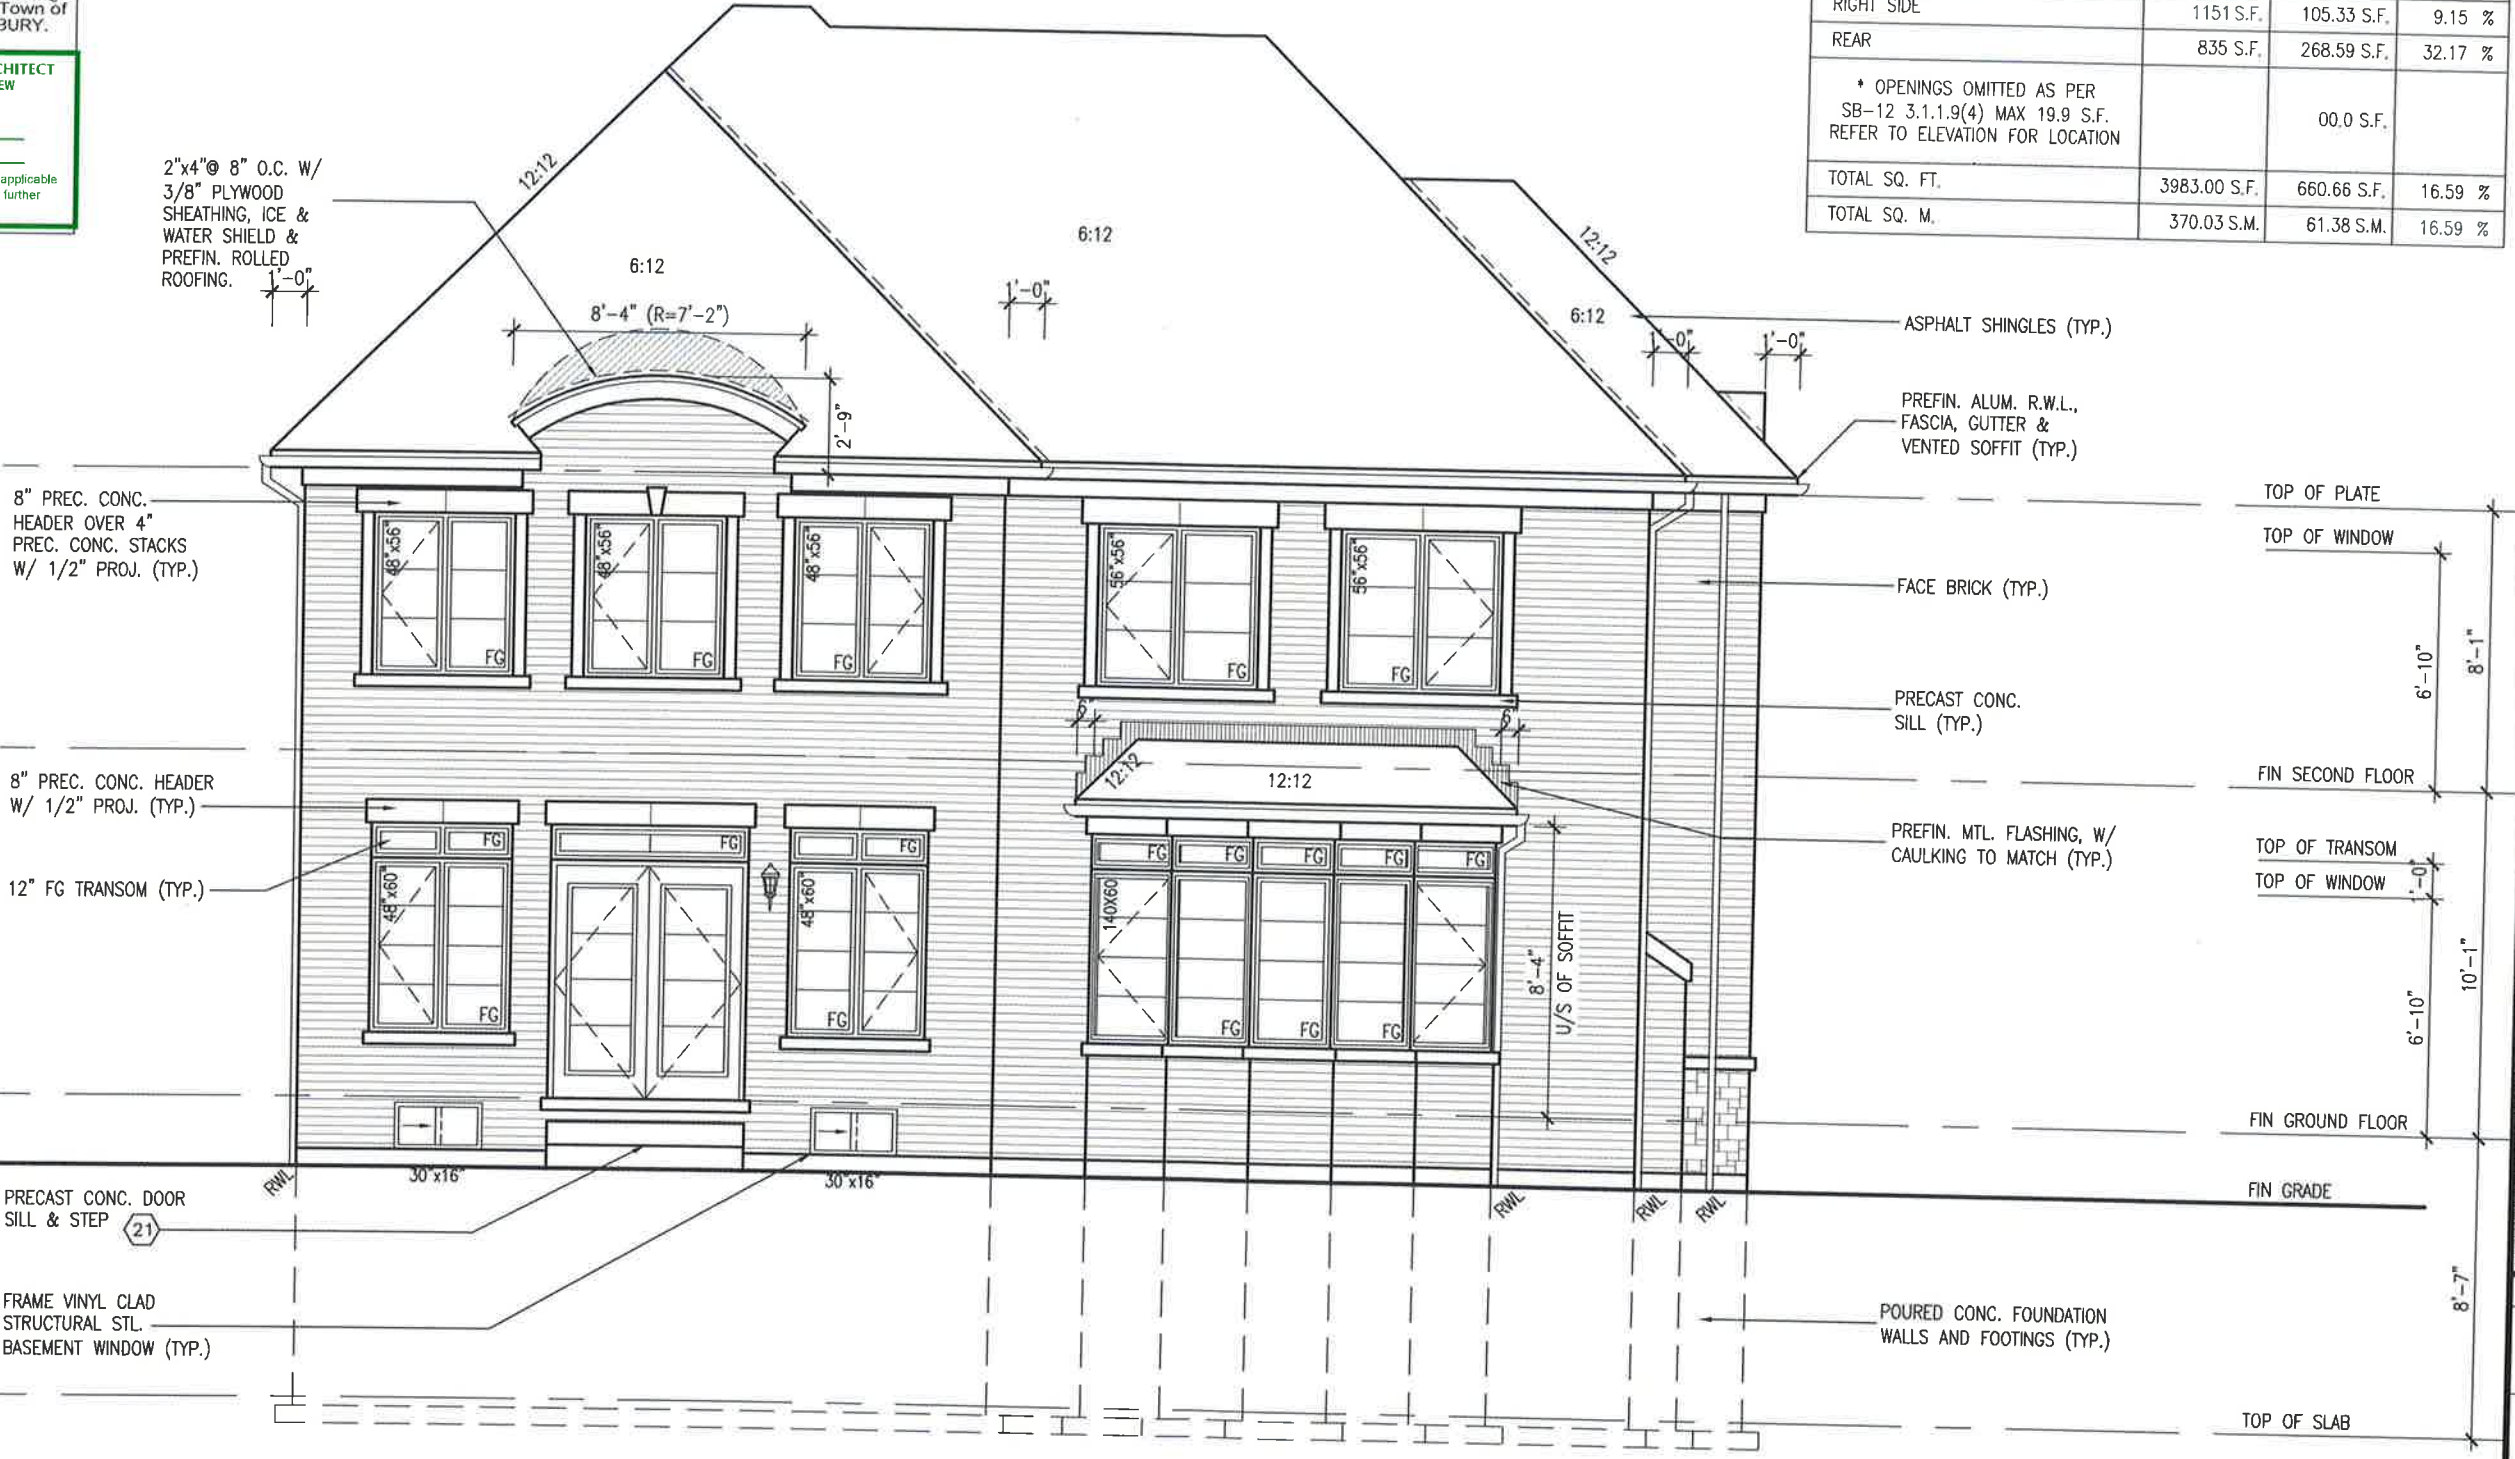 Town of
BURY.
CHITECT
EW
applicable
further
RIGHT SIDE 1151 S.F. 105.33 S.F. 9.15 %
REAR 835 S.F. 268.59 S.F. 32.17 %
* OPENINGS OMITTED AS PER
SB-12 3.1.1.9(4) MAX 19.9 S.F.
REFER TO ELEVATION FOR LOCATION
00.0 S.F.
TOTAL SQ. FT. 3983.00 S.F. 660.66 S.F. 16.59 %
TOTAL SQ. M. 370.03 S.M. 61.38 S.M. 16.59 %
2"x4"@ 8" O.C. W/
3/8" PLYWOOD
SHEATHING, ICE &
WATER SHIELD &
PREFIN. ROLLED
ROOFING.
1'-0"
12:12
6:12
8'-4" (R=7'-2")
2'-9"
6:12
1'-0"
12:12
6:12
1'-0"
1'-0"
ASPHALT SHINGLES (TYP.)
PREFIN. ALUM. R.W.L.,
FASCIA, GUTTER &
VENTED SOFFIT (TYP.)
8" PREC. CONC.
HEADER OVER 4"
PREC. CONC. STACKS
W/ 1/2" PROJ. (TYP.)
48"x56"
FG
48"x56"
FG
48"x56"
FG
56"x56"
FG
56"x56"
FG
TOP OF PLATE
TOP OF WINDOW
FACE BRICK (TYP.)
6'-10"
8'-1"
PRECAST CONC.
SILL (TYP.)
6"
6"
12:12
12:12
FIN SECOND FLOOR
8" PREC. CONC. HEADER
W/ 1/2" PROJ. (TYP.)
12" FG TRANSOM (TYP.)
FG
48"x60"
FG
FG
FG
48"x60"
FG
FG
FG
FG
FG
FG
140X60
FG
FG
FG
8'-4"
U/S OF SOFFIT
PREFIN. MTL. FLASHING, W/
CAULKING TO MATCH (TYP.)
TOP OF TRANSOM
TOP OF WINDOW
1'-0"
6'-10"
10'-1"
FIN GROUND FLOOR
FIN GRADE
RWL
30"x16"
30"x16"
RWL
RWL
RWL
PRECAST CONC. DOOR
SILL & STEP
21
FRAME VINYL CLAD
STRUCTURAL STL.
BASEMENT WINDOW (TYP.)
POURED CONC. FOUNDATION
WALLS AND FOOTINGS (TYP.)
8'-7"
TOP OF SLAB